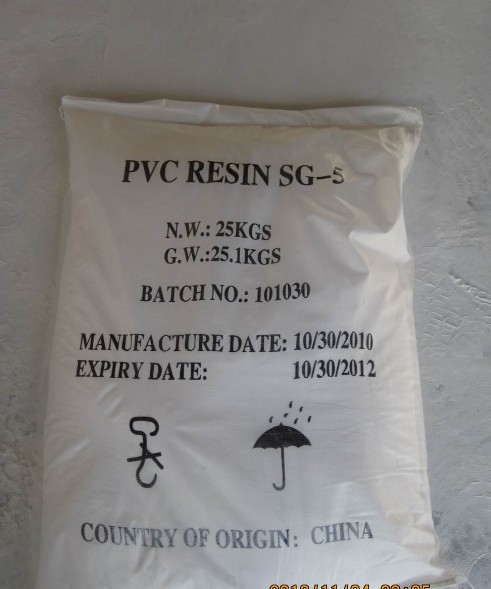 PVC RESIN SG-5
N.W.: 25KGS
G.W.:25.1KGS
BATCH NO.: 101030
MANUFACTURE DATE: 10/30/2010
EXPIRY DATE: 10/30/2012
COUNTRY OF ORIGIN: CHINA